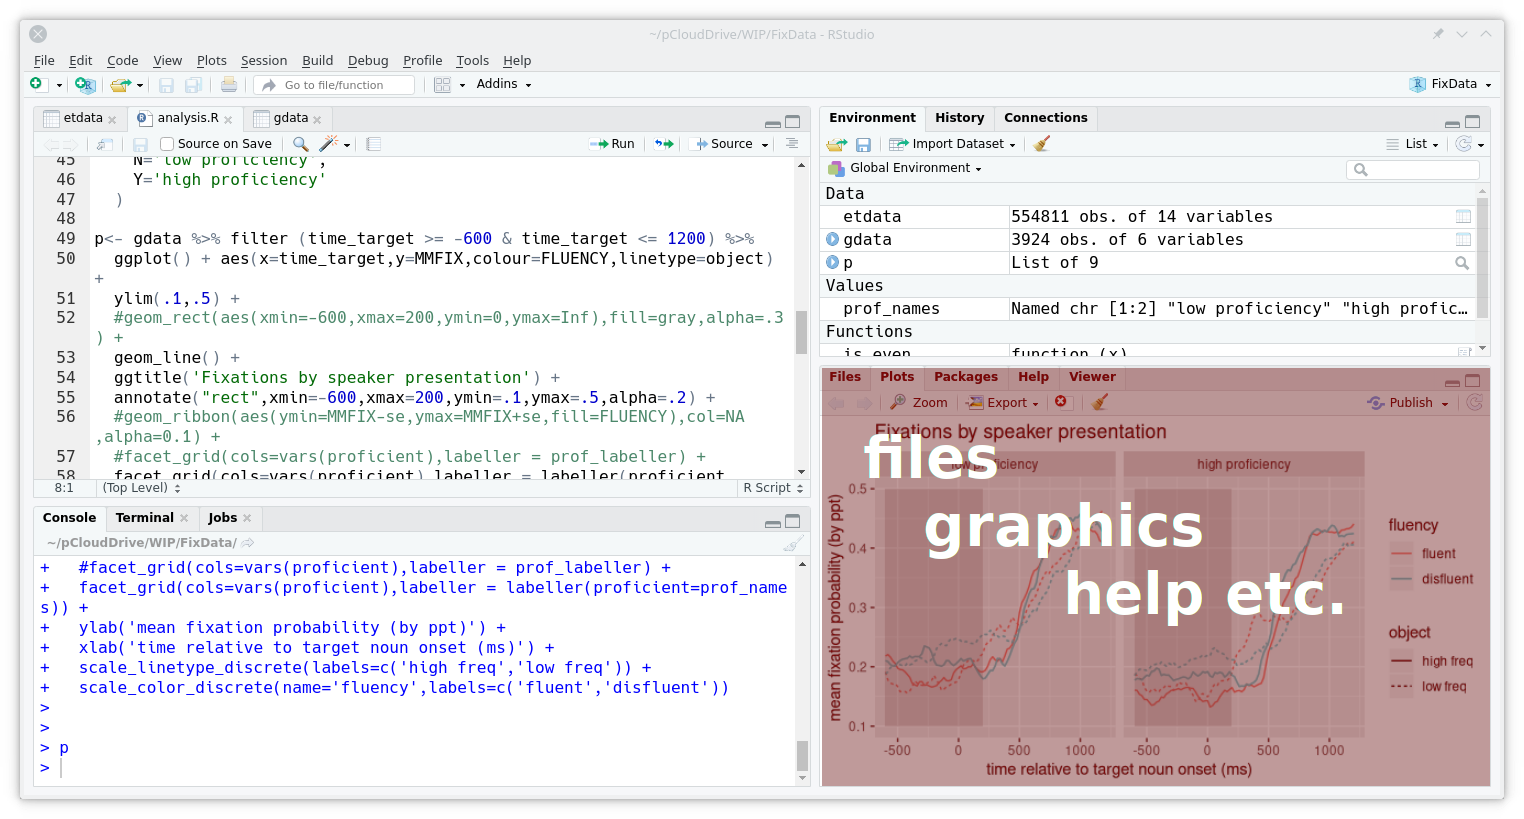 ~/pCloudDrive/WIP/FixData - RStudio
File Edit Code View Plots Session Build Debug Profile Tools Help
Go to file/function Addins FixData
etdata analysis.R gdata
Source on Save Run Source
45 N='low proficiency',
46 Y='high proficiency'
47 )
48
49 p<- gdata %>% filter (time_target >= -600 & time_target <= 1200) %>%
50 ggplot() + aes(x=time_target,y=MMFIX,colour=FLUENCY,linetype=object)
+
51 ylim(.1,.5) +
52 #geom_rect(aes(xmin=-600,xmax=200,ymin=0,ymax=Inf),fill=gray,alpha=.3
) +
53 geom_line() +
54 ggtitle('Fixations by speaker presentation') +
55 annotate("rect",xmin=-600,xmax=200,ymin=.1,ymax=.5,alpha=.2) +
56 #geom_ribbon(aes(ymin=MMFIX-se,ymax=MMFIX+se,fill=FLUENCY),col=NA
,alpha=0.1) +
57 #facet_grid(cols=vars(proficient),labeller = prof_labeller) +
58 facet_grid(cols=vars(proficient),labeller = labeller(proficient
8:1 (Top Level) R Script
Console Terminal Jobs
~/pCloudDrive/WIP/FixData/
+ #facet_grid(cols=vars(proficient),labeller = prof_labeller) +
+ facet_grid(cols=vars(proficient),labeller = labeller(proficient=prof_name
s)) +
+ ylab('mean fixation probability (by ppt)') +
+ xlab('time relative to target noun onset (ms)') +
+ scale_linetype_discrete(labels=c('high freq','low freq')) +
+ scale_color_discrete(name='fluency',labels=c('fluent','disfluent'))
>
>
> p
>
Environment History Connections
Import Dataset List
Global Environment
Data
etdata 554811 obs. of 14 variables
gdata 3924 obs. of 6 variables
p List of 9
Values
prof_names Named chr [1:2] "low proficiency" "high profic…
Functions
is_even function (x)
Files Plots Packages Help Viewer
Zoom Export Publish
Fixations by speaker presentation
files
low proficiency high proficiency
graphics
help etc.
mean fixation probability (by ppt)
0.5
0.4
0.3
0.2
0.1
-500 0 500 1000 -500 0 500 1000
time relative to target noun onset (ms)
fluency
fluent
disfluent
object
high freq
low freq